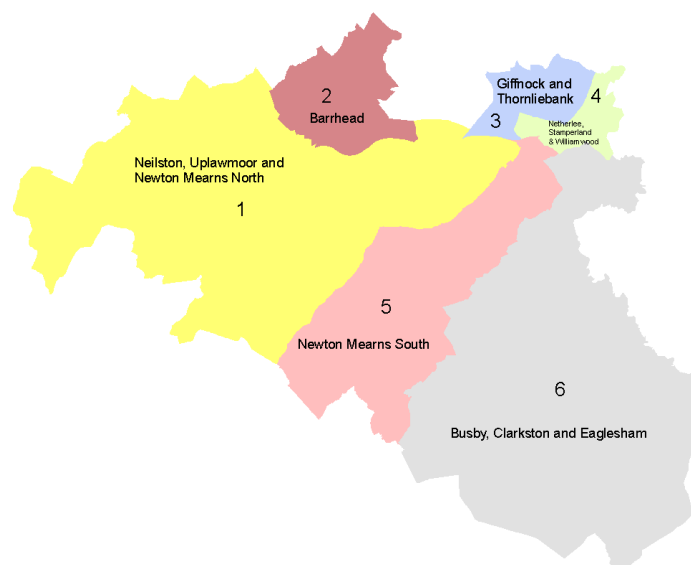 2
Barrhead
Giffnock and
Thornliebank
3
4
Netherlee,
Stamperland
& Williamwood
Neilston, Uplawmoor and
Newton Mearns North
1
5
Newton Mearns South
6
Busby, Clarkston and Eaglesham